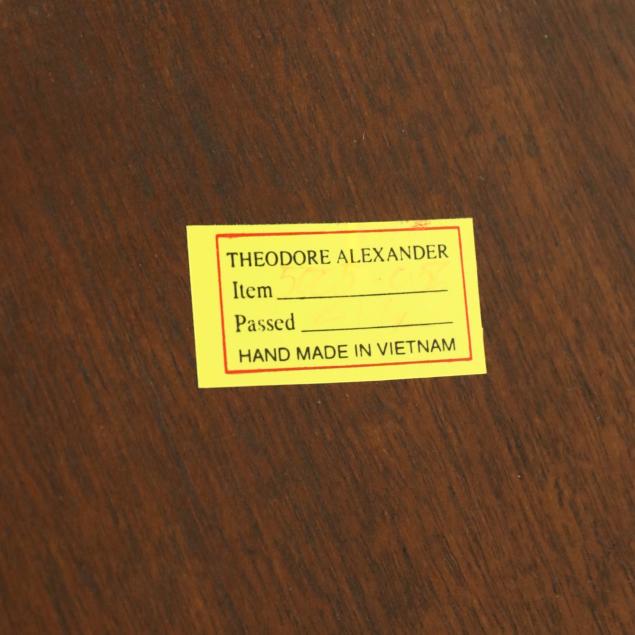 THEODORE ALEXANDER
Item
Passed
HAND MADE IN VIETNAM